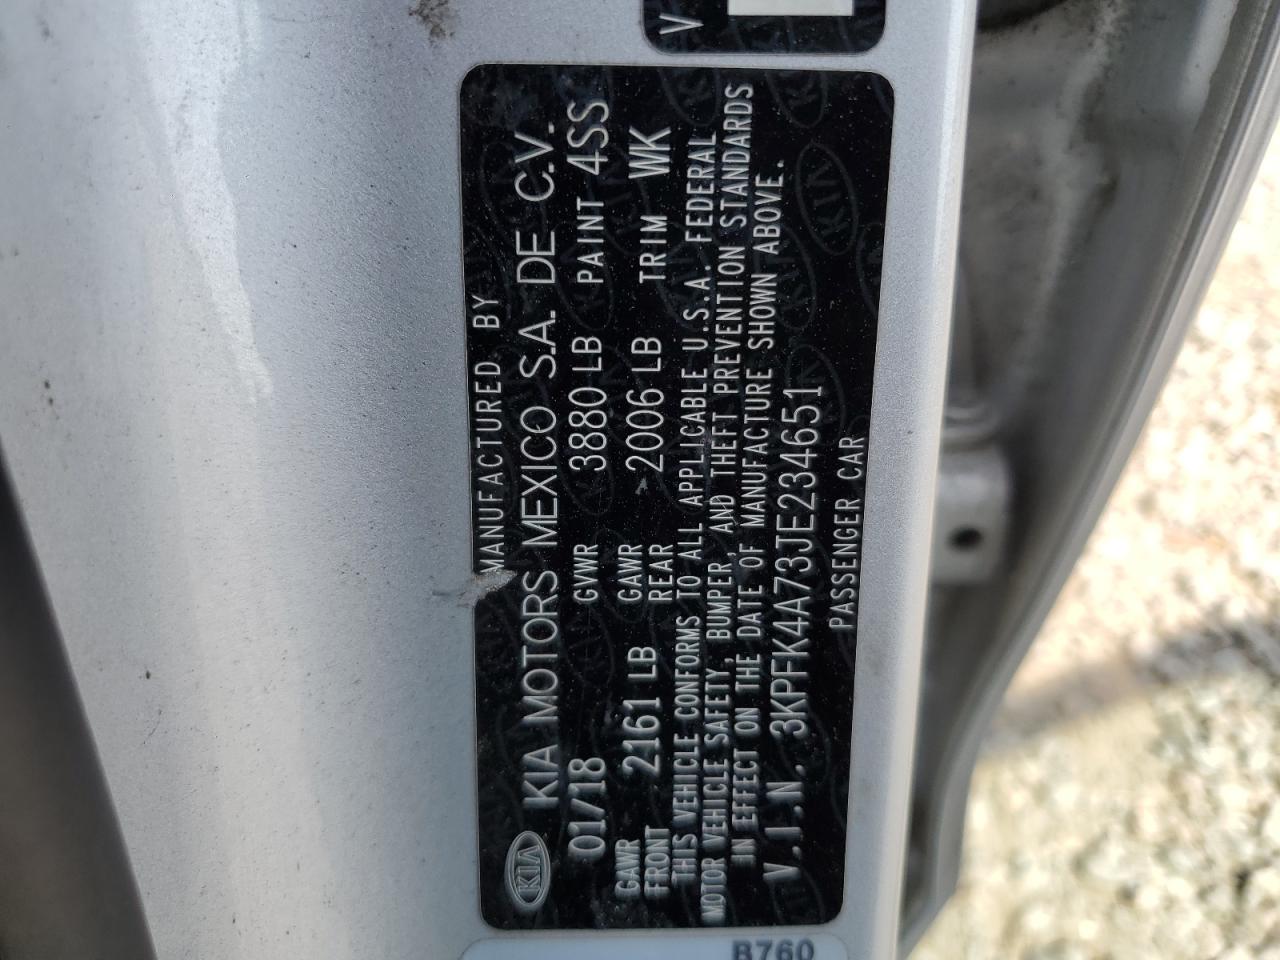 V
MANUFACTURED BY
KIA KIA MOTORS MEXICO S.A. DE C.V.
01/18 GVWR 3880 LB PAINT 4SS
GAWR FRONT 2161 LB GAWR REAR 2006 LB TRIM WK
THIS VEHICLE CONFORMS TO ALL APPLICABLE U.S.A. FEDERAL
MOTOR VEHICLE SAFETY, BUMPER, AND THEFT PREVENTION STANDARDS
IN EFFECT ON THE DATE OF MANUFACTURE SHOWN ABOVE.
V.I.N. 3KPFK4A73JE234651
PASSENGER CAR
B760